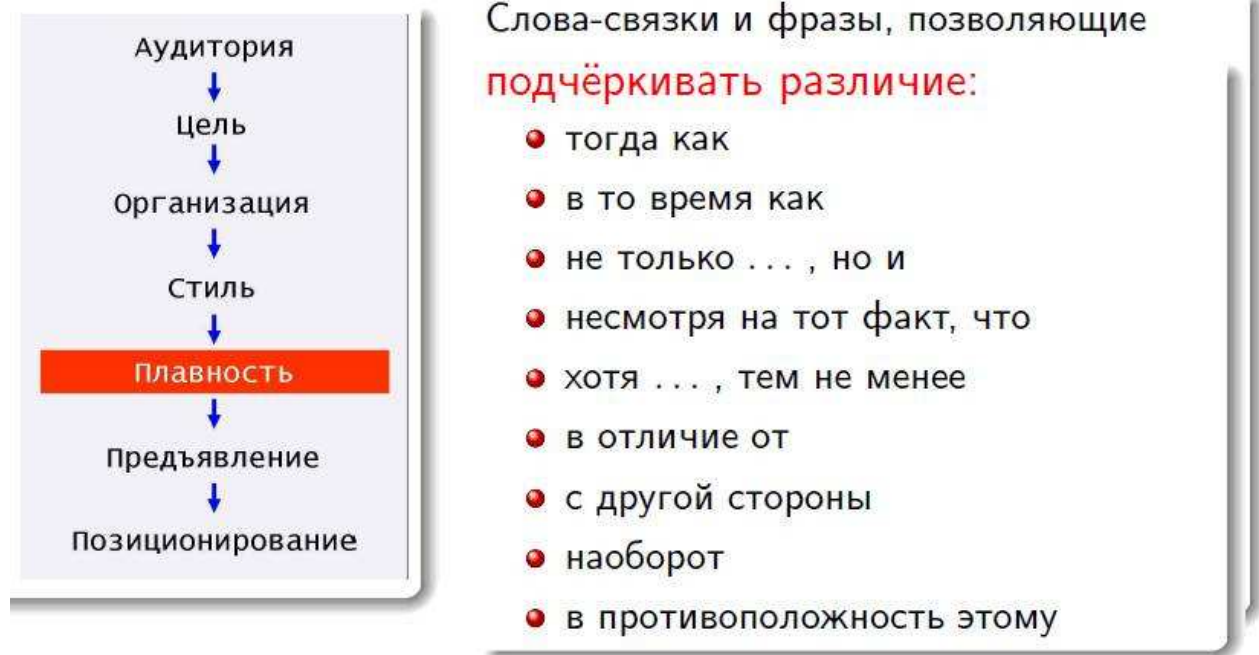 Аудитория
Цель
Организация
Стиль
Плавность
Предъявление
Позиционирование
Слова-связки и фразы, позволяющие
подчёркивать различие:
тогда как
в то время как
не только . . . , но и
несмотря на тот факт, что
хотя . . . , тем не менее
в отличие от
с другой стороны
наоборот
в противоположность этому